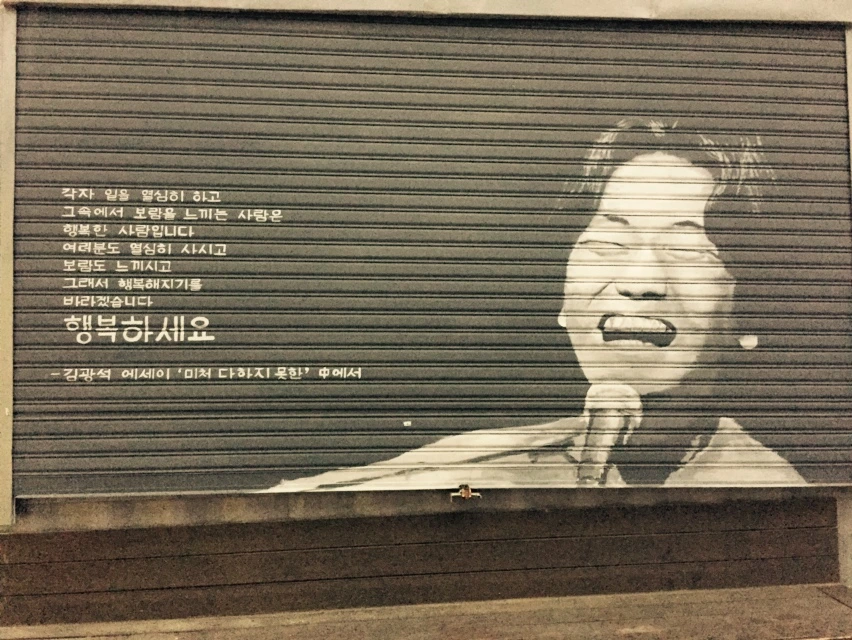 각자 일을 열심히 하고
그속에서 보람을 느끼는 사람은
행복한 사람입니다
여러분도 열심히 사시고
보람도 느끼시고
그래서 행복해지기를
바라겠습니다
행복하세요
-김광석 에세이 '미처 다하지 못한' 中에서